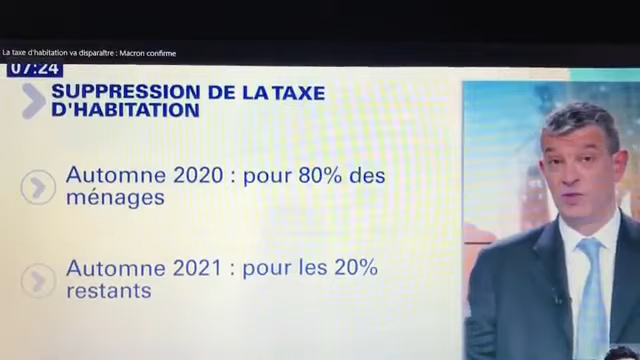 La taxe d'habitation va disparaître : Macron confirme
07:24
SUPPRESSION DE LA TAXE
D'HABITATION
Automne 2020 : pour 80% des
ménages
Automne 2021 : pour les 20%
restants